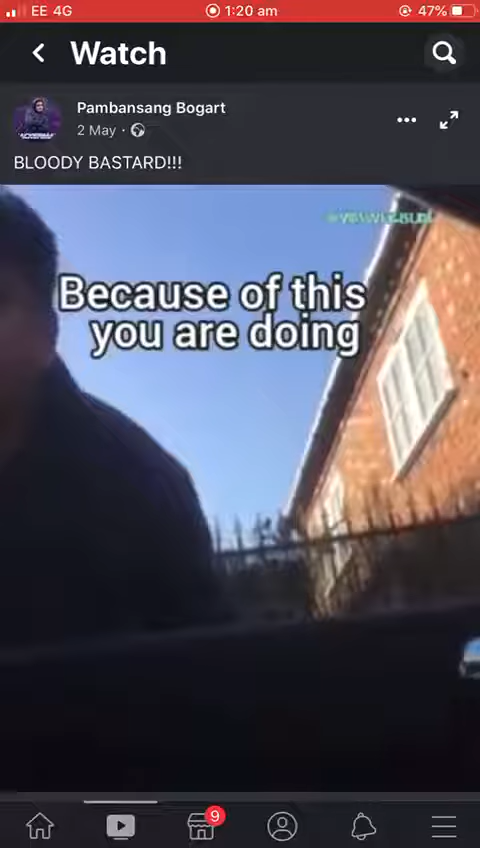 EE 4G
1:20 am
47%
Watch
Pambansang Bogart
2 May
BLOODY BASTARD!!!
Because of this
you are doing
9